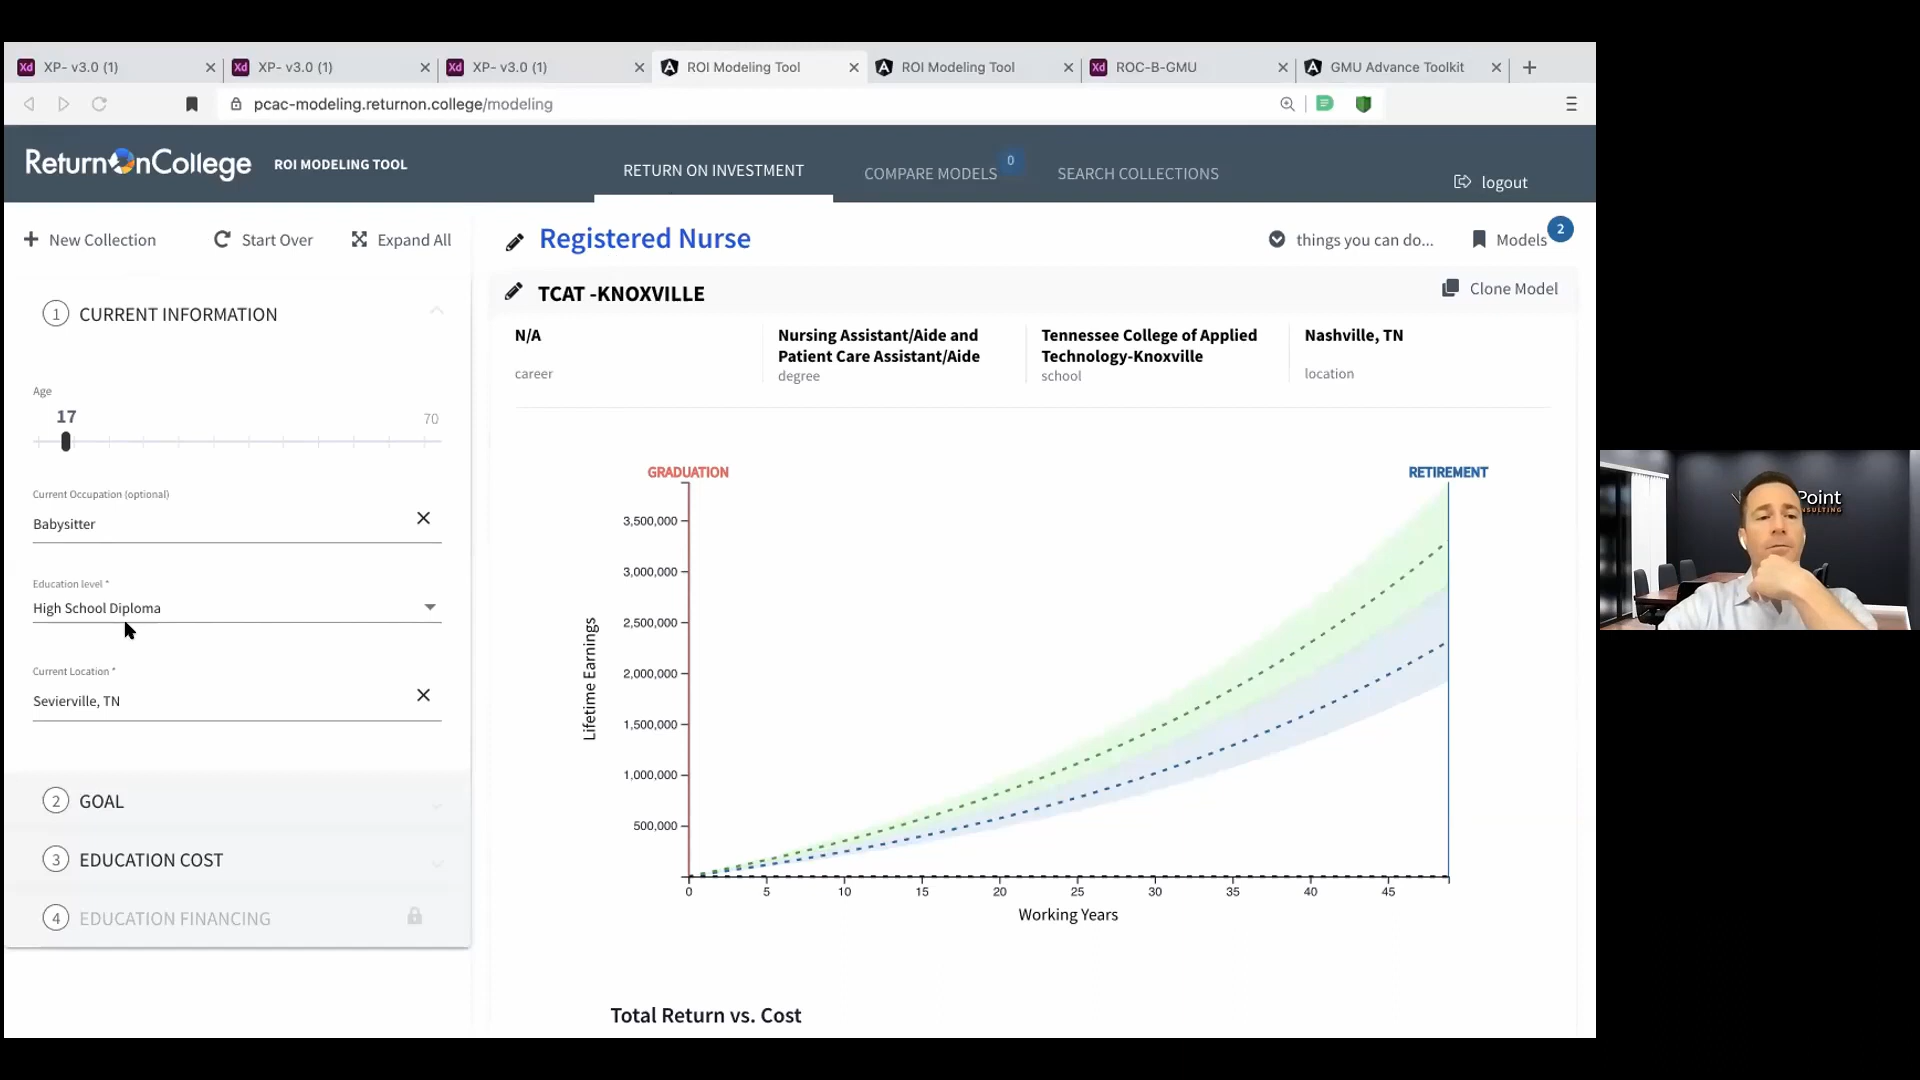 XP- v3.0 (1)
XP- v3.0 (1)
XP- v3.0 (1)
ROI Modeling Tool
ROI Modeling Tool
ROC-B-GMU
GMU Advance Toolkit
pcac-modeling.returnon.college/modeling
ReturnOnCollege
ROI MODELING TOOL
RETURN ON INVESTMENT
COMPARE MODELS
0
SEARCH COLLECTIONS
logout
New Collection
Start Over
Expand All
Registered Nurse
things you can do...
Models
2
TCAT -KNOXVILLE
Clone Model
N/A
career
Nursing Assistant/Aide and
Patient Care Assistant/Aide
degree
Tennessee College of Applied
Technology-Knoxville
school
Nashville, TN
location
1 CURRENT INFORMATION
Age
17
70
Current Occupation (optional)
Babysitter
Education level *
High School Diploma
Current Location *
Sevierville, TN
2 GOAL
3 EDUCATION COST
4 EDUCATION FINANCING
GRADUATION
RETIREMENT
Lifetime Earnings
3,500,000
3,000,000
2,500,000
2,000,000
1,500,000
1,000,000
500,000
0 5 10 15 20 25 30 35 40 45
Working Years
Total Return vs. Cost
Point